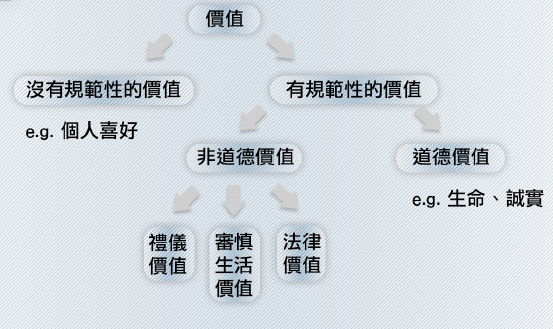 價值
沒有規範性的價值
有規範性的價值
e.g. 個人喜好
非道德價值
道德價值
e.g. 生命、誠實
禮儀
價值
審慎
生活
價值
法律
價值